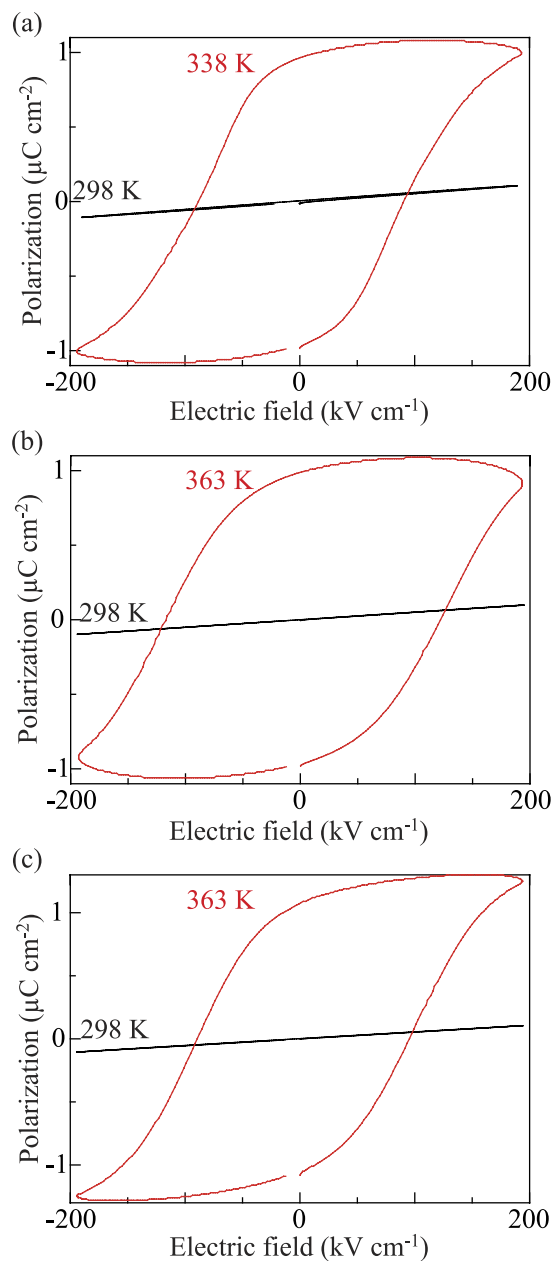 (a)
1
338 K
298 K
0
-1
-200
0
200
Polarization (μC cm-2)
Electric field (kV cm-1)
(b)
1
363 K
298 K
0
-1
-200
0
200
Polarization (μC cm-2)
Electric field (kV cm-1)
(c)
363 K
1
298 K
0
-1
-200
0
200
Polarization (μC cm-2)
Electric field (kV cm-1)